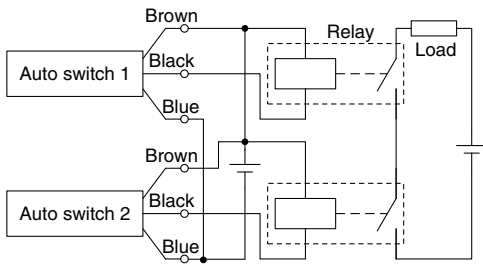 Brown
Relay
Load
Auto switch 1
Black
Blue
Brown
Black
Auto switch 2
Blue